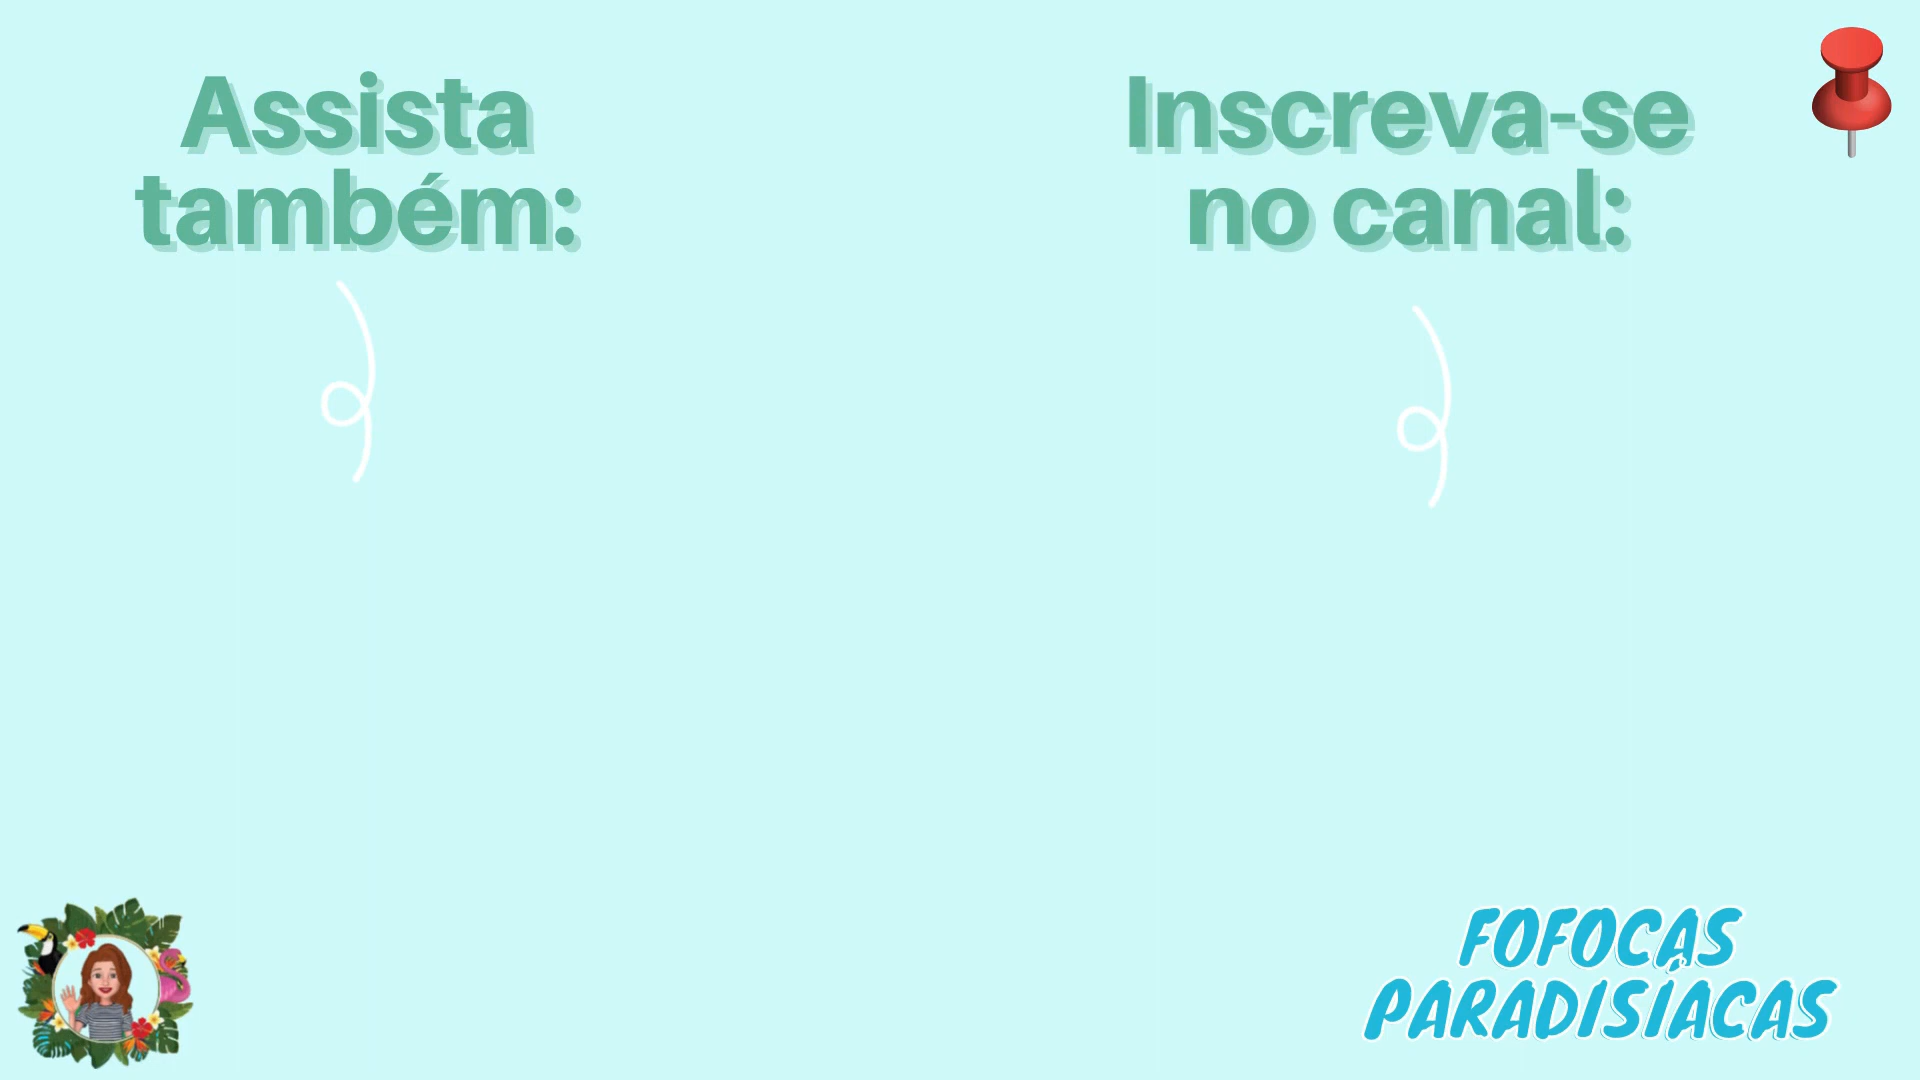 Assista
também:
Inscreva-se
no canal:
FOFOCAS
PARADISÍACAS